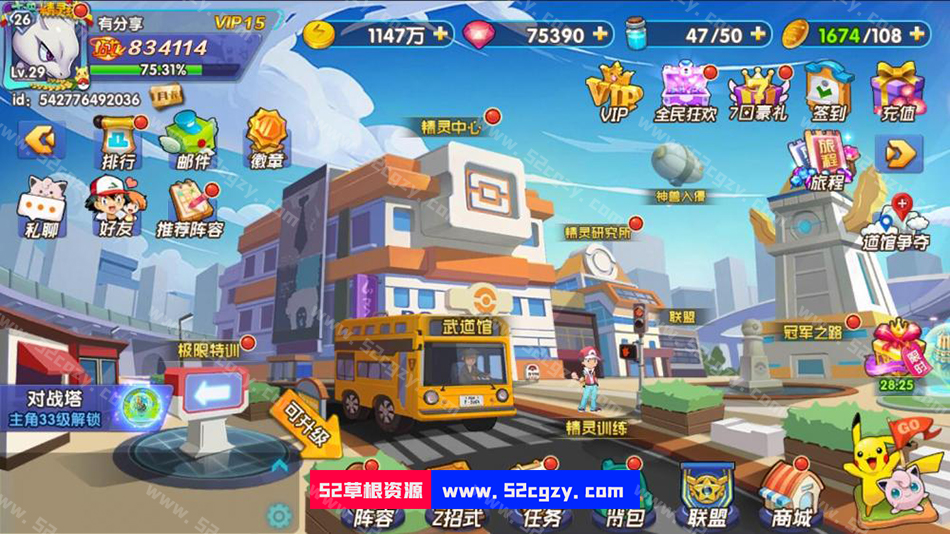 26
有分享
VIP15
834114
Lv.29
75.31%
id: 542776492036
月卡
1147万
75390
47/50
1674/108
VIP
全民狂欢
7日豪礼
签到
充值
排行
邮件
徽章
旅程
旅程
私聊
好友
推荐阵容
精灵中心
神兽入侵
精灵研究所
道馆争夺
联盟
冠军之路
极限特训
武道馆
28:25
对战塔
主角33级解锁
可升级
精灵训练
GO
阵容
Z招式
任务
背包
联盟
商城
52草根资源
www.52cgzy.com